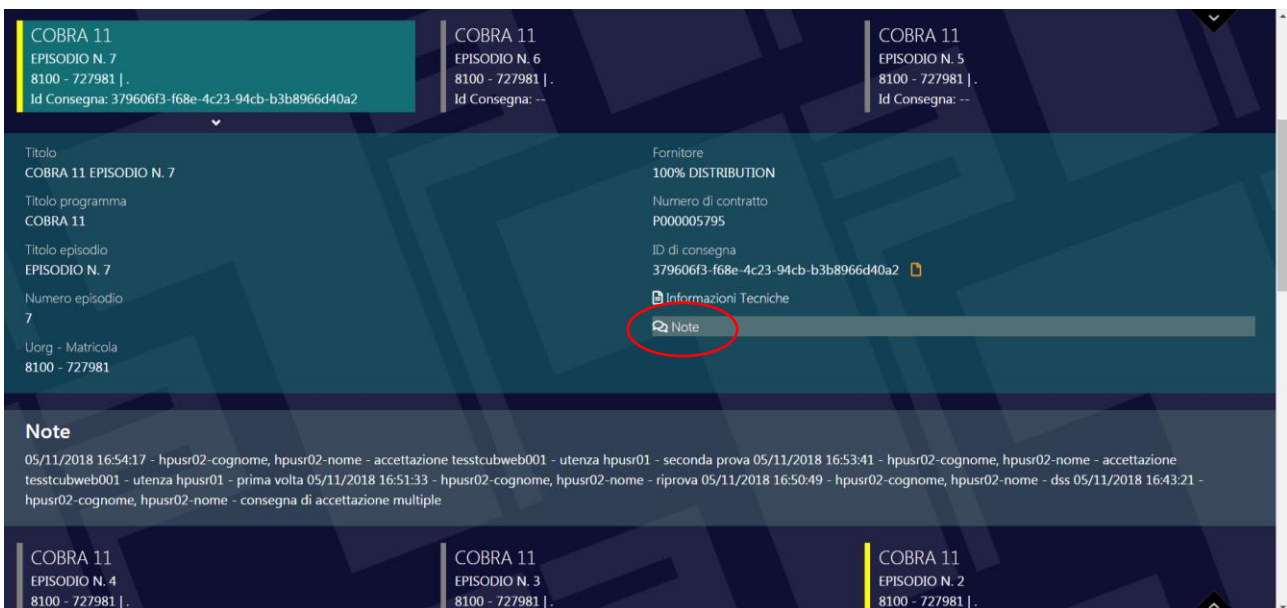 COBRA 11
EPISODIO N. 7
8100 - 727981 | .
Id Consegna: 379606f3-f68e-4c23-94cb-b3b8966d40a2
COBRA 11
EPISODIO N. 6
8100 - 727981 | .
Id Consegna: --
COBRA 11
EPISODIO N. 5
8100 - 727981 | .
Id Consegna: --
Titolo
COBRA 11 EPISODIO N. 7
Titolo programma
COBRA 11
Titolo episodio
EPISODIO N. 7
Numero episodio
7
Uorg - Matricola
8100 - 727981
Fornitore
100% DISTRIBUTION
Numero di contratto
P000005795
ID di consegna
379606f3-f68e-4c23-94cb-b3b8966d40a2
Informazioni Tecniche
Note
Note
05/11/2018 16:54:17 - hpusr02-cognome, hpusr02-nome - accettazione tesstcubweb001 - utenza hpusr01 - seconda prova 05/11/2018 16:53:41 - hpusr02-cognome, hpusr02-nome - accettazione
tesstcubweb001 - utenza hpusr01 - prima volta 05/11/2018 16:51:33 - hpusr02-cognome, hpusr02-nome - riprova 05/11/2018 16:50:49 - hpusr02-cognome, hpusr02-nome - dss 05/11/2018 16:43:21 -
hpusr02-cognome, hpusr02-nome - consegna di accettazione multiple
COBRA 11
EPISODIO N. 4
8100 - 727981 | .
COBRA 11
EPISODIO N. 3
8100 - 727981 | .
COBRA 11
EPISODIO N. 2
8100 - 727981 | .